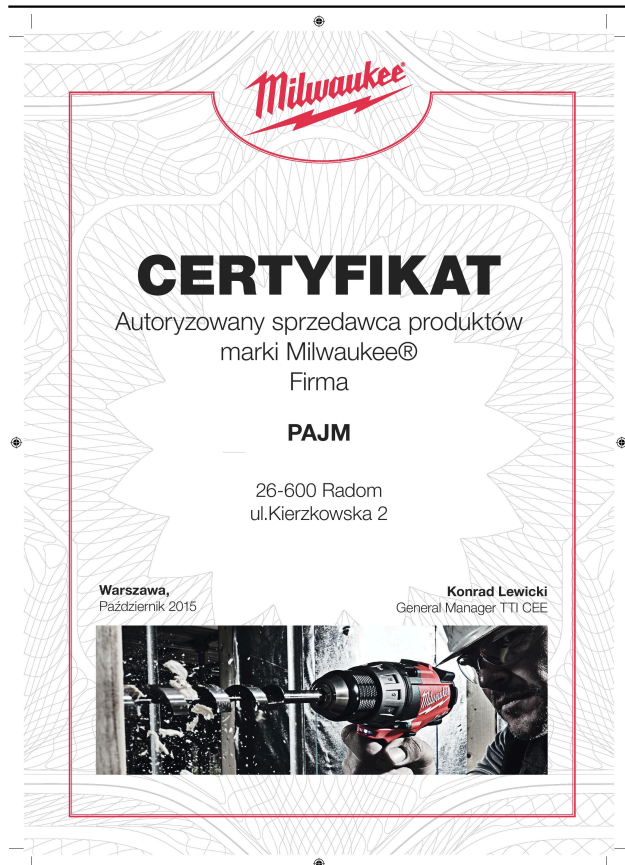 Milwaukee®
CERTYFIKAT
Autoryzowany sprzedawca produktów
marki Milwaukee®
Firma
PAJM
26-600 Radom
ul.Kierzkowska 2
Warszawa,
Październik 2015
Konrad Lewicki
General Manager TTI CEE
Milwaukee